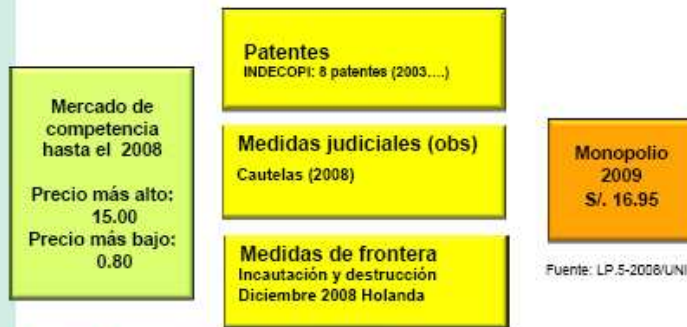 Mercado de
competencia
hasta el 2008
Precio más alto:
15.00
Precio más bajo:
0.80
Patentes
INDECOPI: 8 patentes (2003....)
Medidas judiciales (obs)
Cautelas (2008)
Medidas de frontera
Incautación y destrucción
Diciembre 2008 Holanda
Monopolio
2009
S/. 16.95
Fuente: LP.5-2008/UNI